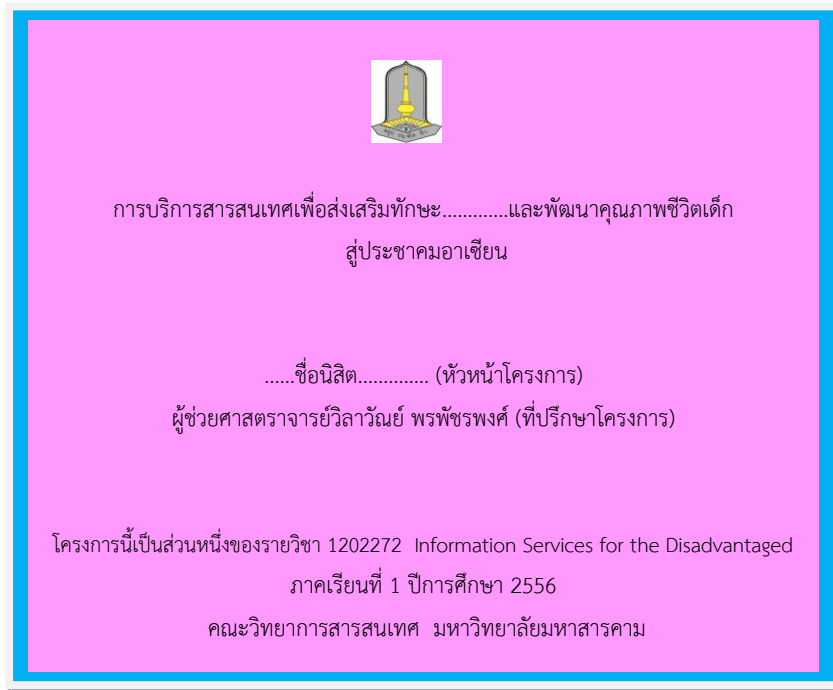 การบริการสารสนเทศเพื่อส่งเสริมทักษะ.............และพัฒนาคุณภาพชีวิตเด็ก
สู่ประชาคมอาเซียน
......ชื่อนิสิต.............. (หัวหน้าโครงการ)
ผู้ช่วยศาสตราจารย์วิลาวัณย์ พรพัชรพงศ์ (ที่ปรึกษาโครงการ)
โครงการนี้เป็นส่วนหนึ่งของรายวิชา 1202272 Information Services for the Disadvantaged
ภาคเรียนที่ 1 ปีการศึกษา 2556
คณะวิทยาการสารสนเทศ มหาวิทยาลัยมหาสารคาม